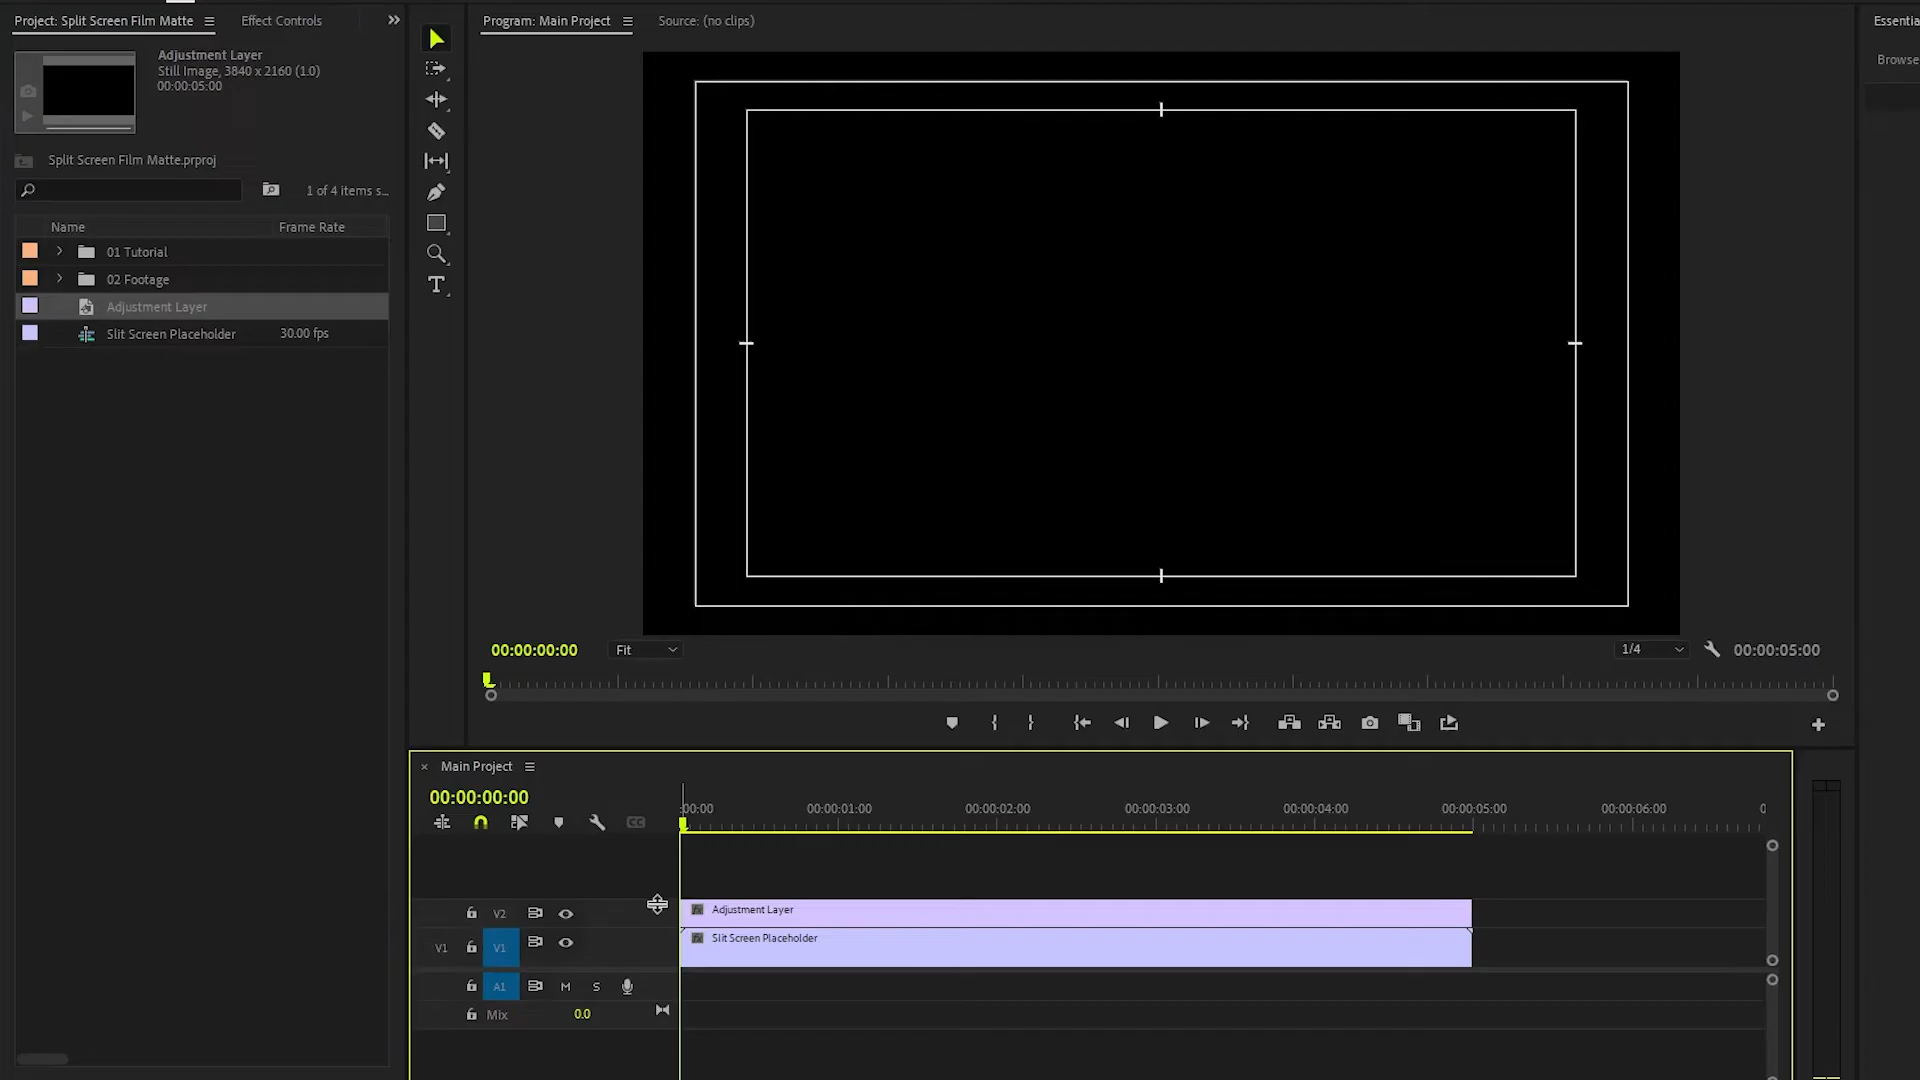 Project: Split Screen Film Matte
Effect Controls
Program: Main Project
Source: (no clips)
Essentia
Adjustment Layer
Still Image, 3840 x 2160 (1.0)
00:00:05:00
Browse
Split Screen Film Matte.prproj
1 of 4 items s...
Name
Frame Rate
01 Tutorial
02 Footage
Adjustment Layer
Slit Screen Placeholder
30.00 fps
00:00:00:00
Fit
1/4
00:00:05:00
Main Project
00:00:00:00
:00:00
00:00:01:00
00:00:02:00
00:00:03:00
00:00:04:00
00:00:05:00
00:00:06:00
0
V2
Adjustment Layer
V1
V1
Slit Screen Placeholder
A1
M
S
Mix
0.0